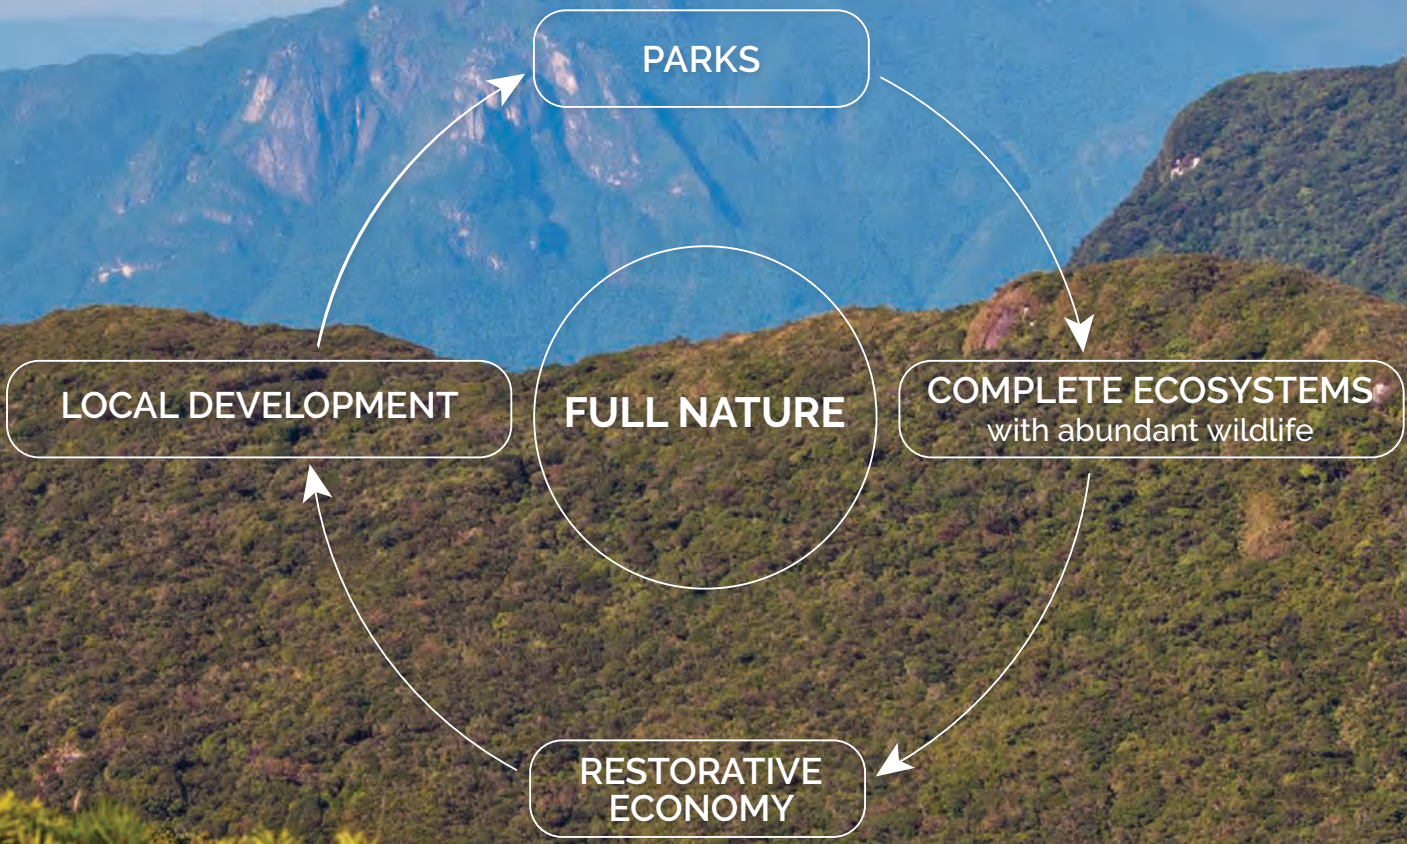 PARKS
LOCAL DEVELOPMENT
FULL NATURE
COMPLETE ECOSYSTEMS
with abundant wildlife
RESTORATIVE
ECONOMY